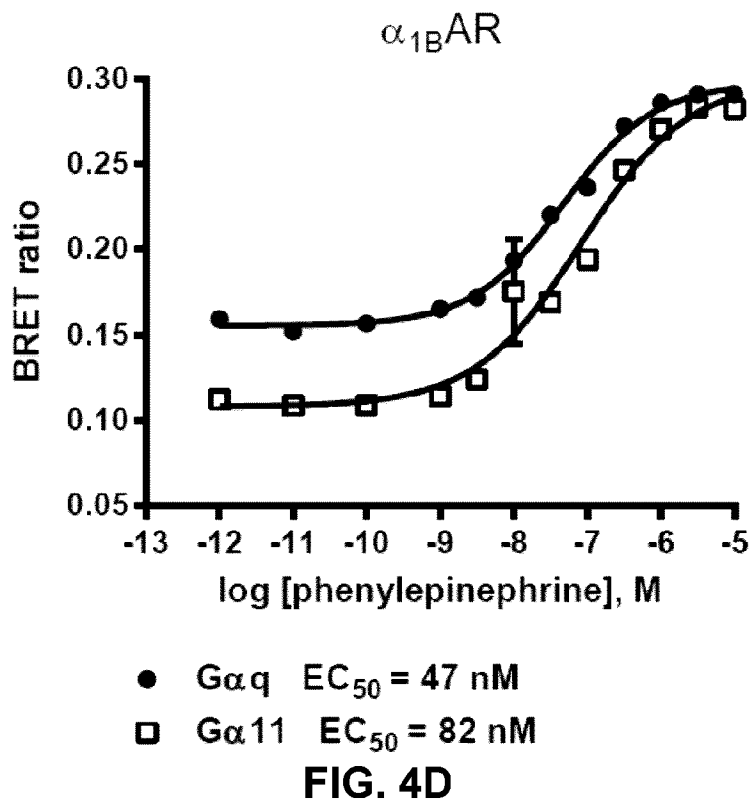 α₁BAR
BRET ratio
0.30
0.25
0.20
0.15
0.10
0.05
-13 -12 -11 -10 -9 -8 -7 -6 -5
log [phenylepinephrine], M
● Gαq EC₅₀ = 47 nM
□ Gα11 EC₅₀ = 82 nM
FIG. 4D